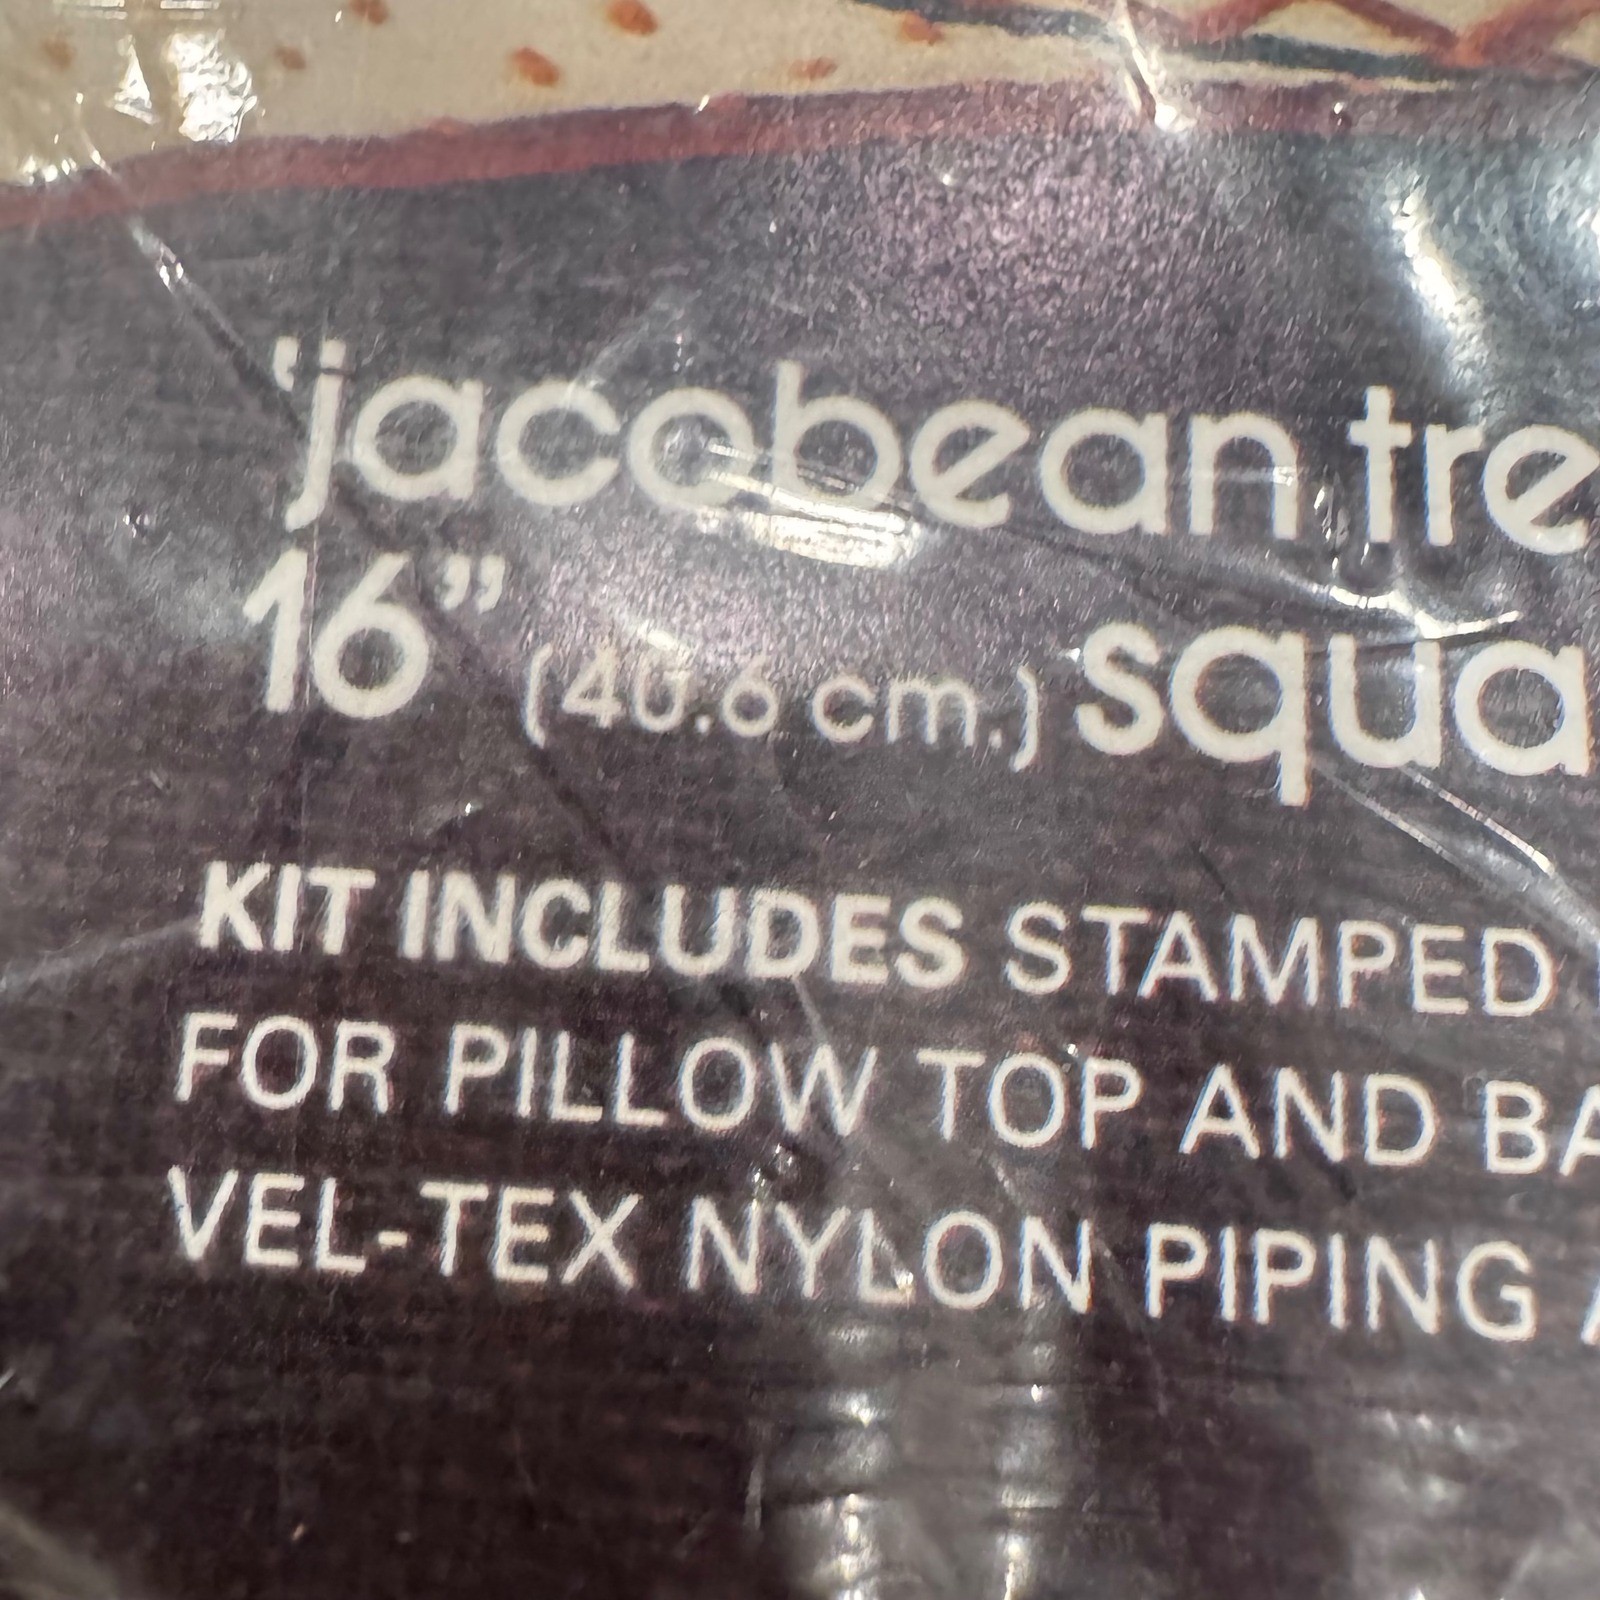 'jacobean tre
16” (40.6 cm.) squa
KIT INCLUDES STAMPED
FOR PILLOW TOP AND BA
VEL-TEX NYLON PIPING A